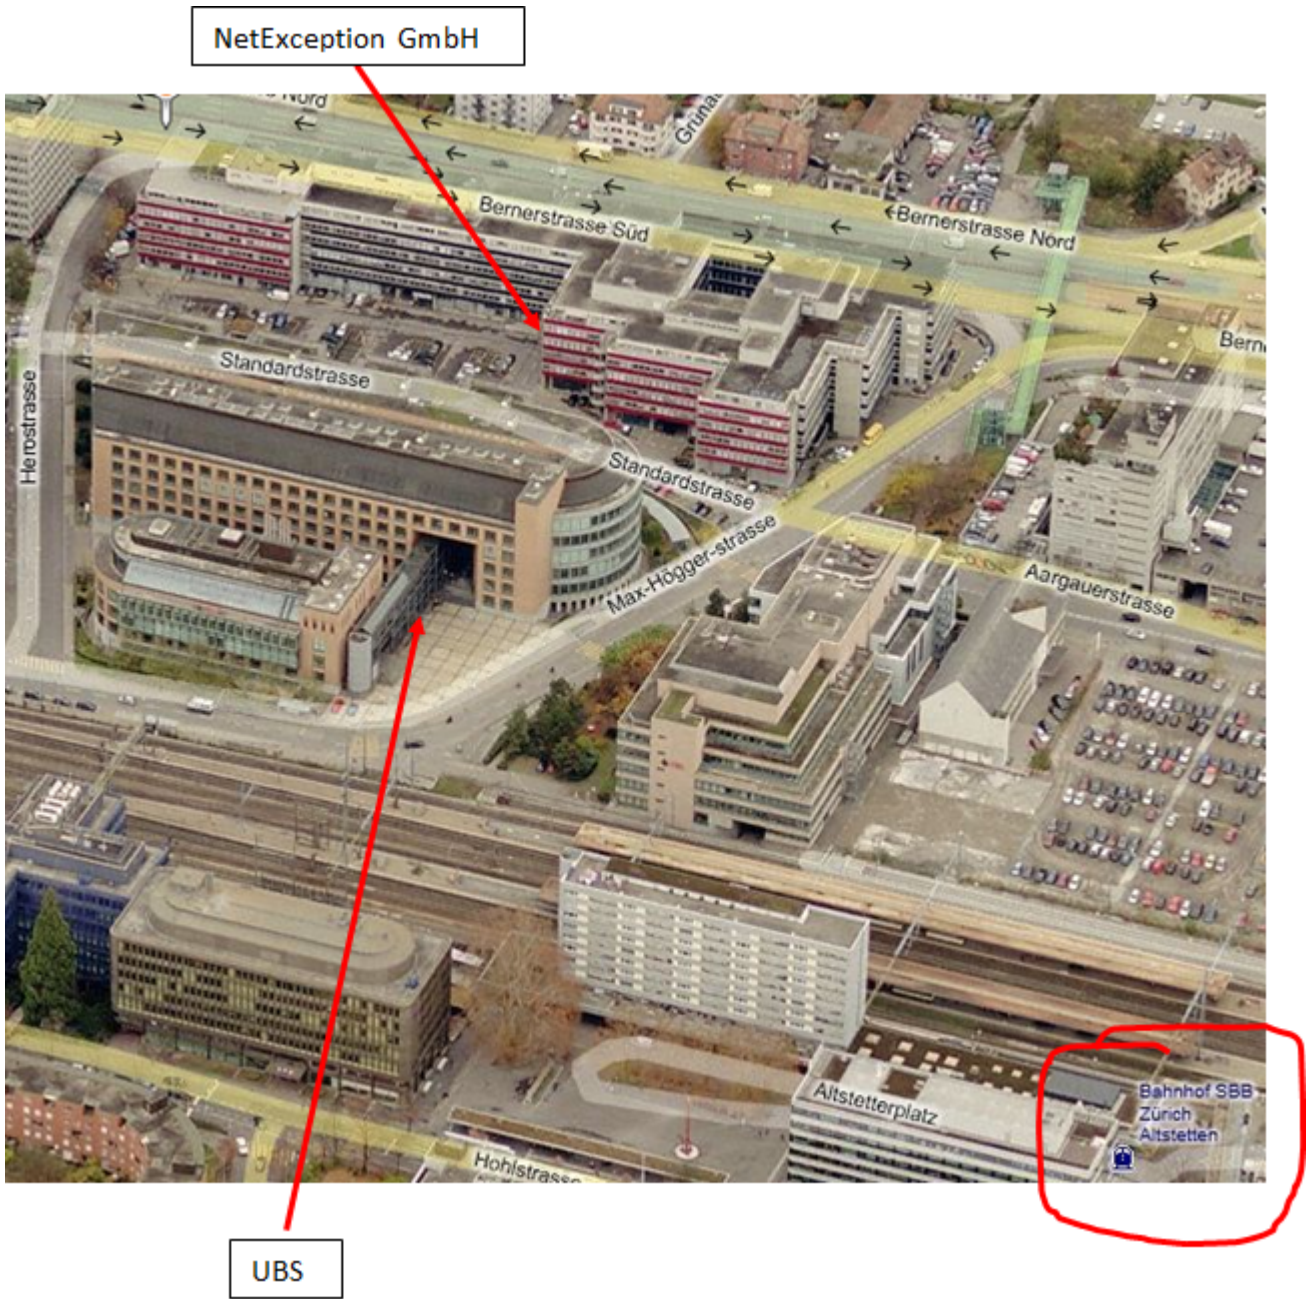 NetException GmbH
Nord
Grünau
Bernerstrasse Süd
Bernerstrasse Nord
Bern
Standardstrasse
Herostrasse
Standardstrasse
Max-Högger-strasse
Aargauerstrasse
Bahnhof SBB
Zürich
Altstetten
Altstetterplatz
Hohlstrasse
UBS